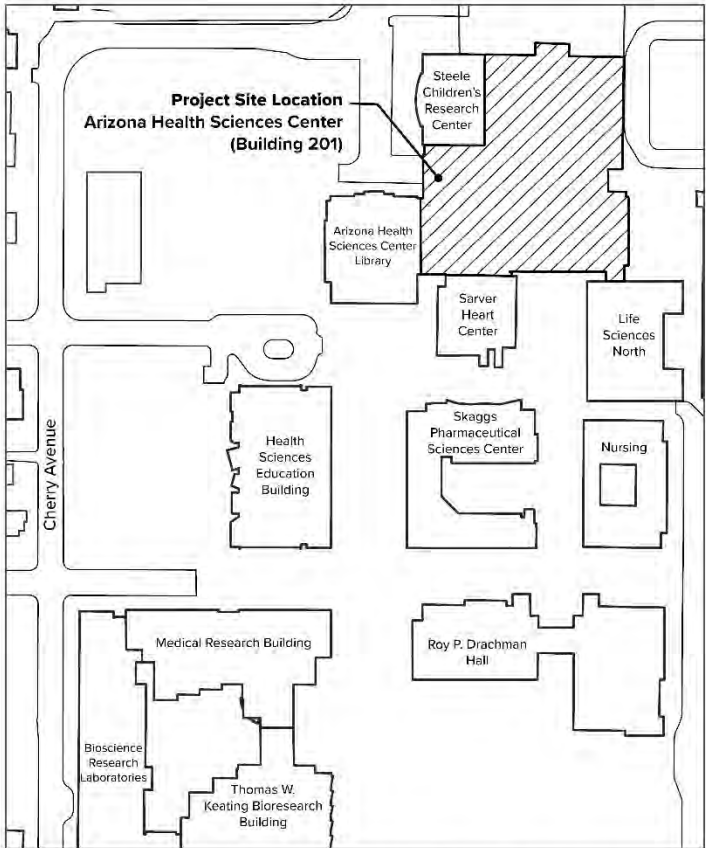 Steele
Children's
Research
Center
Project Site Location
Arizona Health Sciences Center
(Building 201)
Arizona Health
Sciences Center
Library
Sarver
Heart
Center
Life
Sciences
North
Health
Sciences
Education
Building
Skaggs
Pharmaceutical
Sciences Center
Nursing
Cherry Avenue
Medical Research Building
Roy P. Drachman
Hall
Bioscience
Research
Laboratories
Thomas W.
Keating Bioresearch
Building